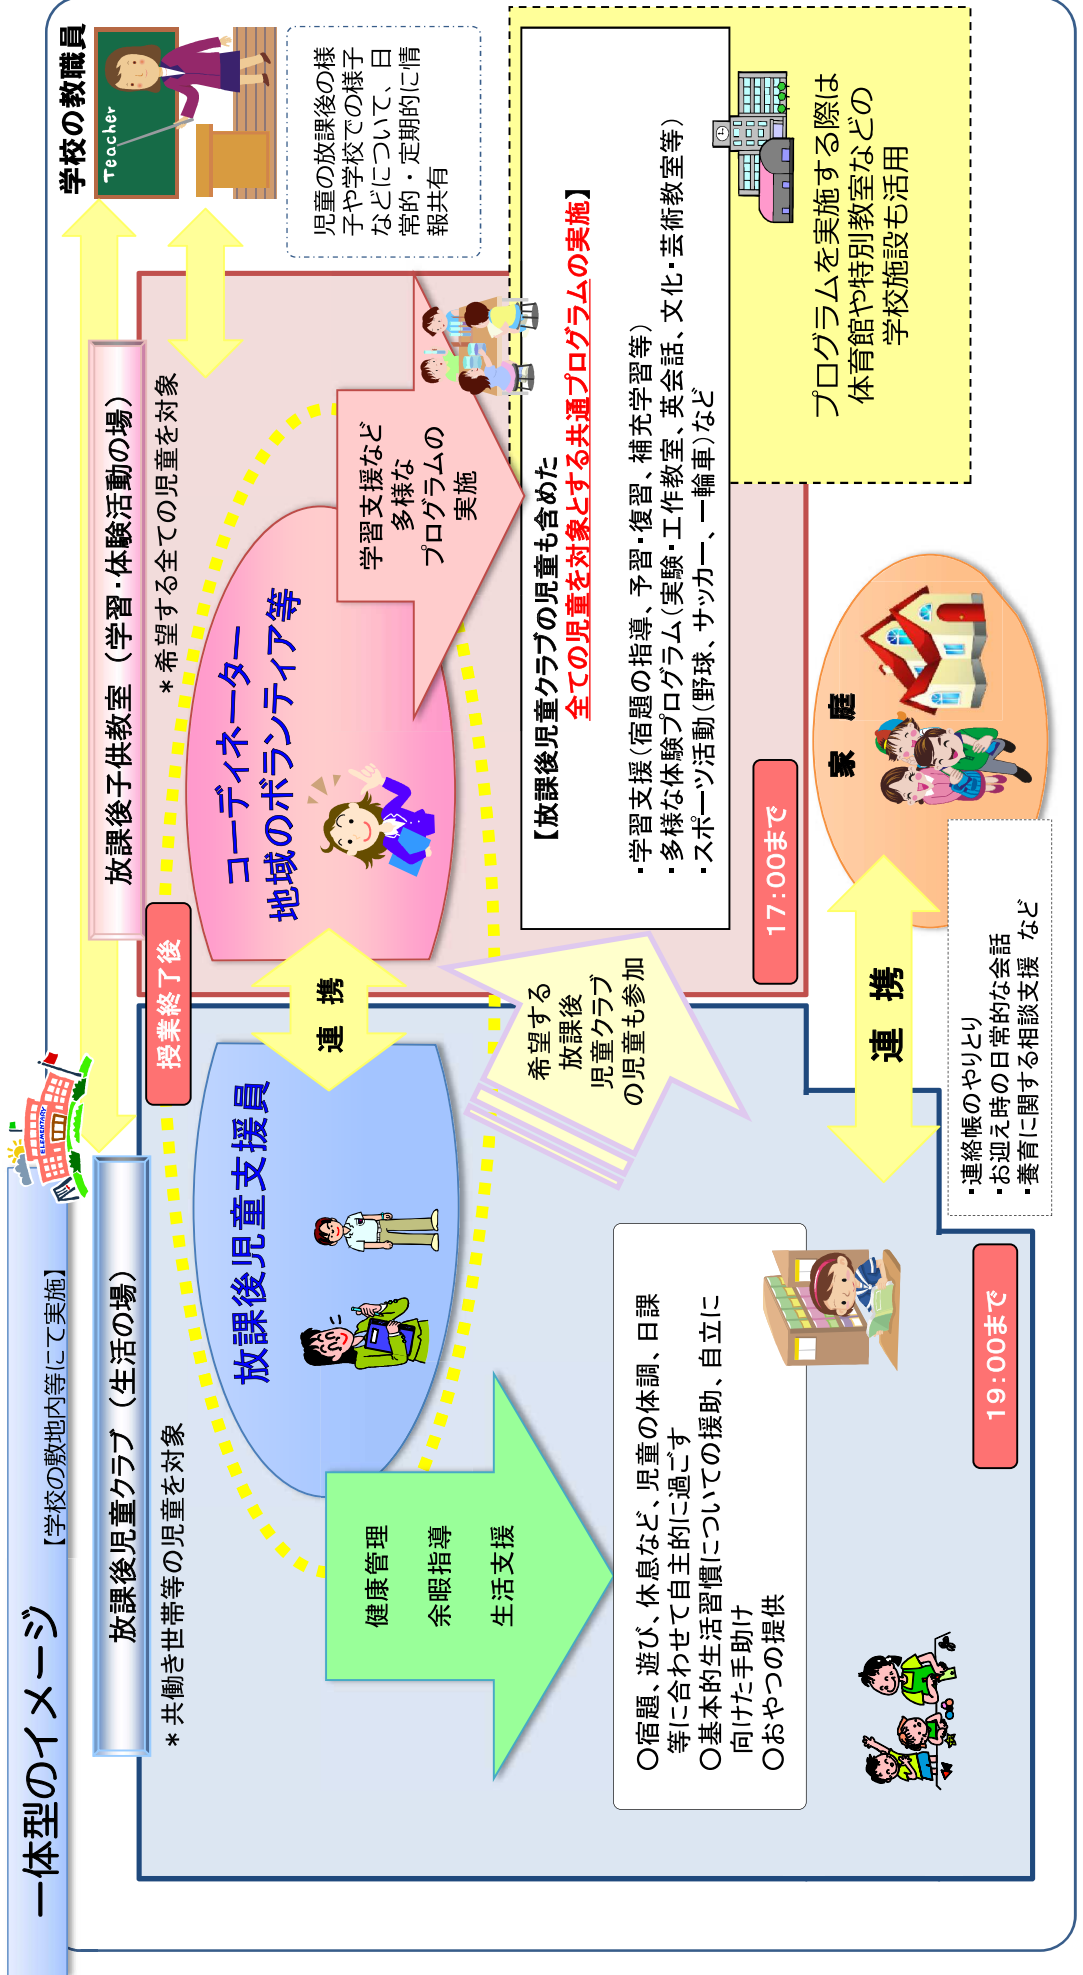 一体型のイメージ
【学校の敷地内等にて実施】
ELEMENTARY
放課後児童クラブ（生活の場）
＊共働き世帯等の児童を対象
放課後児童支援員
健康管理
余暇指導
生活支援
○宿題、遊び、休息など、児童の体調、日課
等に合わせて自主的に過ごす
○基本的生活習慣についての援助、自立に
向けた手助け
○おやつの提供
19:00まで
授業終了後
連　携
希望する
放課後
児童クラブ
の児童も参加
放課後子供教室（学習・体験活動の場）
＊希望する全ての児童を対象
コーディネーター
地域のボランティア等
学習支援など
多様な
プログラムの
実施
【放課後児童クラブの児童も含めた
全ての児童を対象とする共通プログラムの実施】
・学習支援（宿題の指導、予習・復習、補充学習等）
・多様な体験プログラム（実験・工作教室、英会話、文化・芸術教室等）
・スポーツ活動（野球、サッカー、一輪車）など
17:00まで
学校の教職員
Teacher
児童の放課後の様
子や学校での様子
などについて、日
常的・定期的に情
報共有
プログラムを実施する際は
体育館や特別教室などの
学校施設も活用
家　庭
連　携
・連絡帳のやりとり
・お迎え時の日常的な会話
・養育に関する相談支援　など